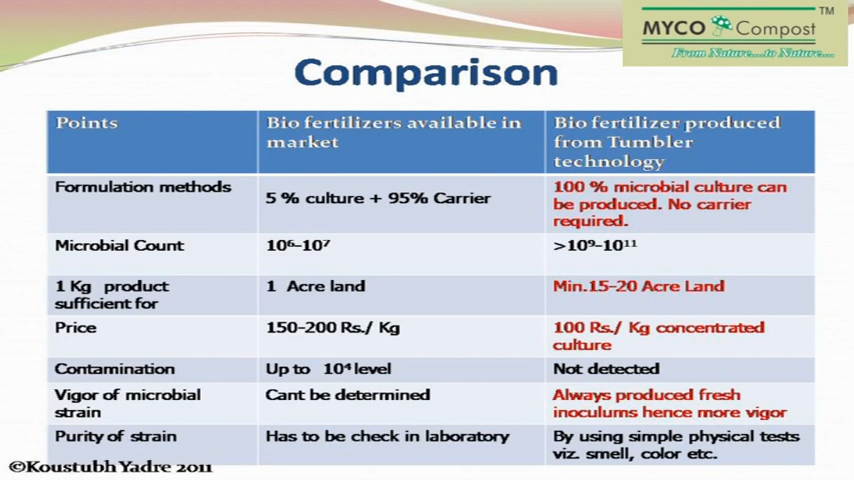 TM
MYCO Compost
From Nature....to Nature...
Comparison
Points
Bio fertilizers available in
market
Bio fertilizer produced
from Tumbler
technology
Formulation methods
5 % culture + 95% Carrier
100 % microbial culture can
be produced. No carrier
required.
Microbial Count
10⁶-10⁷
>10⁹-10¹¹
1 Kg product
sufficient for
1 Acre land
Min.15-20 Acre Land
Price
150-200 Rs./ Kg
100 Rs./ Kg concentrated
culture
Contamination
Up to 10⁴ level
Not detected
Vigor of microbial
strain
Cant be determined
Always produced fresh
inoculums hence more vigor
Purity of strain
Has to be check in laboratory
By using simple physical tests
viz. smell, color etc.
©Koustubh Yadre 2011